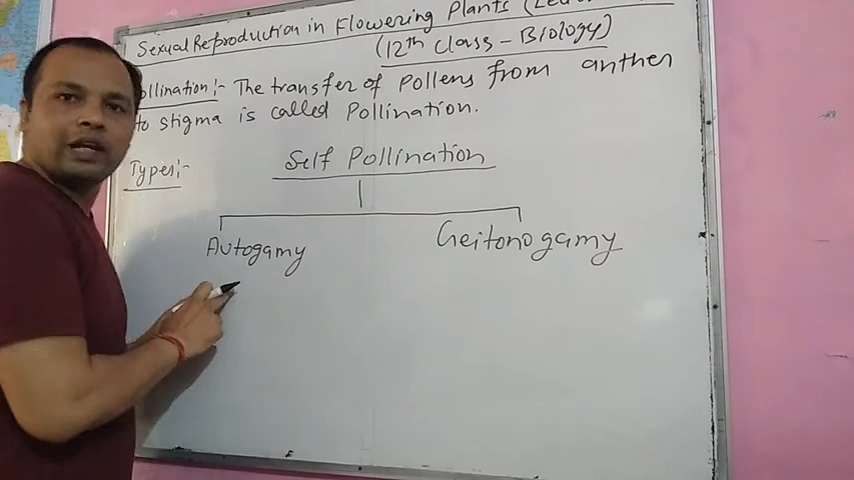 Sexual Reproduction in Flowering Plants
(12th Class - Biology)
ollination:- The transfer of Pollens from anther
to stigma is called Pollination.
Types:-
Self Pollination
Autogamy
Geitonogamy